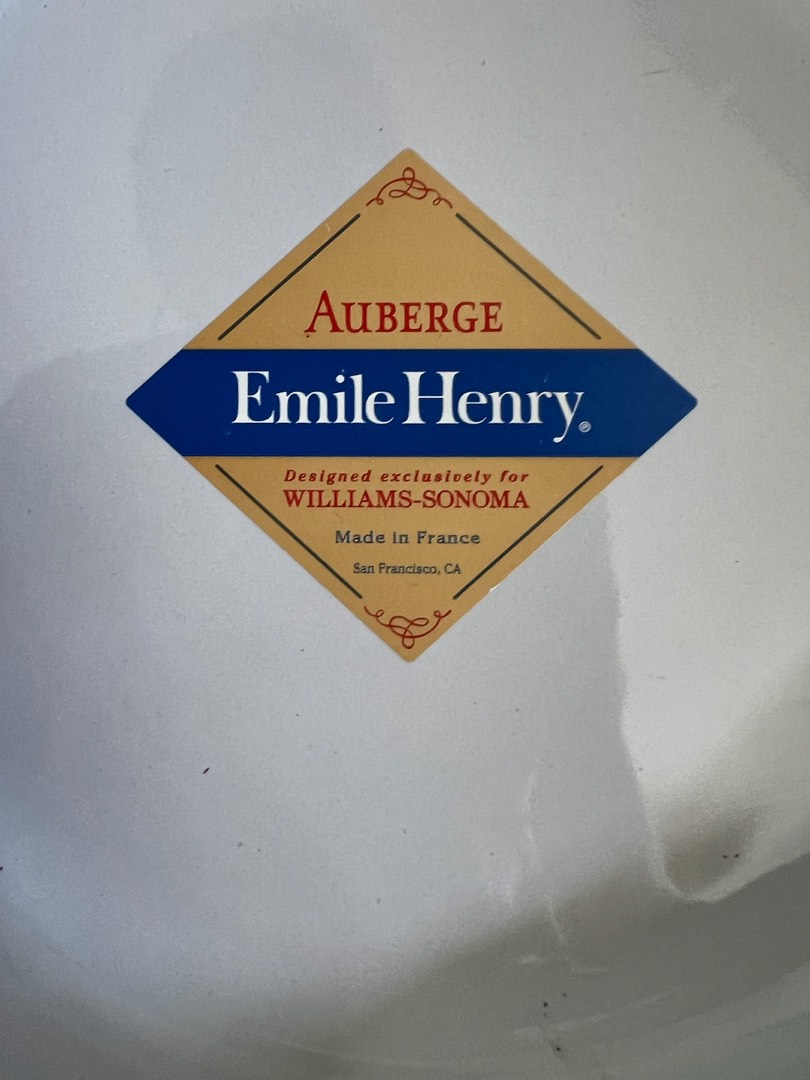 AUBERGE
Emile Henry®
Designed exclusively for
WILLIAMS-SONOMA
Made in France
San Francisco, CA